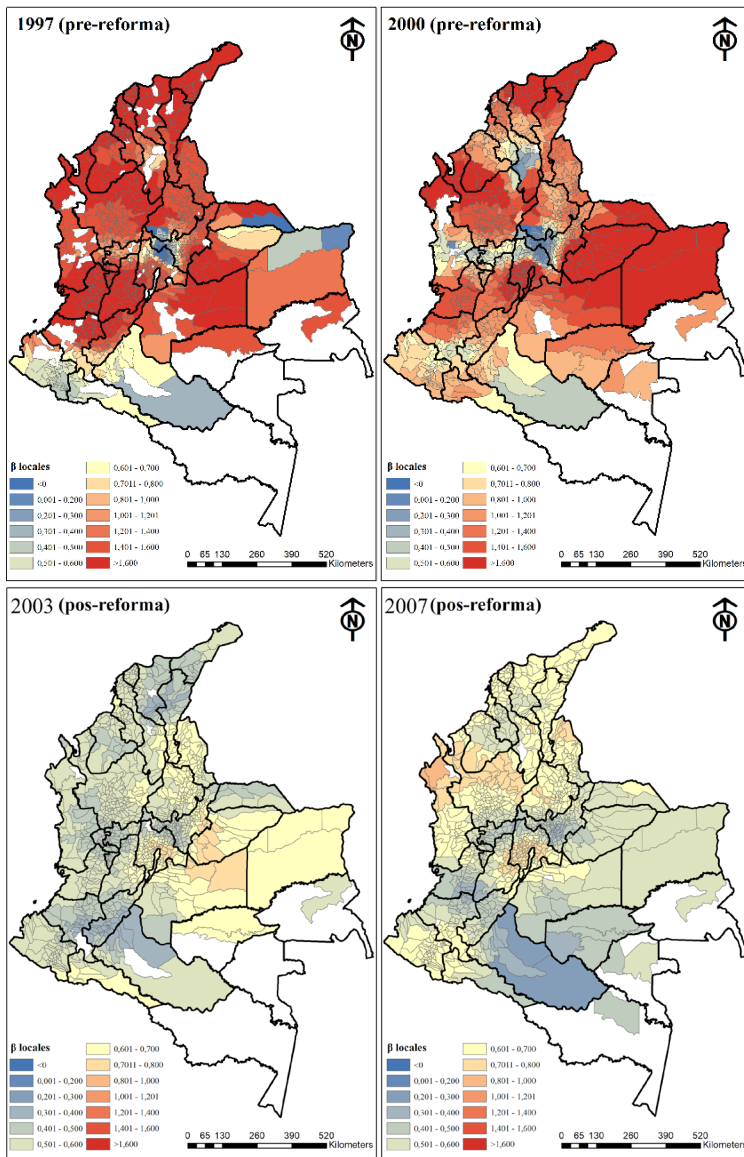 1997 (pre-reforma)
N
β locales
<0
0,001 - 0,200
0,201 - 0,300
0,301 - 0,400
0,401 - 0,500
0,501 - 0,600
0,601 - 0,700
0,7011 - 0,800
0,801 - 1,000
1,001 - 1,201
1,201 - 1,400
1,401 - 1,600
>1,600
0 65 130 260 390 520
Kilometers
2000 (pre-reforma)
N
β locales
<0
0,001 - 0,200
0,201 - 0,300
0,301 - 0,400
0,401 - 0,500
0,501 - 0,600
0,601 - 0,700
0,7011 - 0,800
0,801 - 1,000
1,001 - 1,201
1,201 - 1,400
1,401 - 1,600
>1,600
0 65 130 260 390 520
Kilometers
2003 (pos-reforma)
N
β locales
<0
0,001 - 0,200
0,201 - 0,300
0,301 - 0,400
0,401 - 0,500
0,501 - 0,600
0,601 - 0,700
0,7011 - 0,800
0,801 - 1,000
1,001 - 1,201
1,201 - 1,400
1,401 - 1,600
>1,600
0 65 130 260 390 520
Kilometers
2007 (pos-reforma)
N
β locales
<0
0,001 - 0,200
0,201 - 0,300
0,301 - 0,400
0,401 - 0,500
0,501 - 0,600
0,601 - 0,700
0,7011 - 0,800
0,801 - 1,000
1,001 - 1,201
1,201 - 1,400
1,401 - 1,600
>1,600
0 65 130 260 390 520
Kilometers